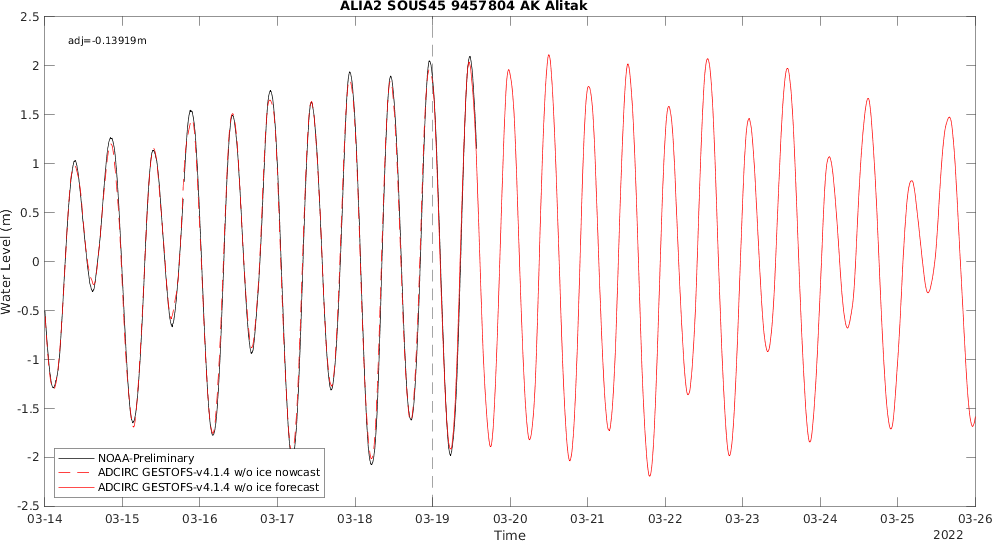 ALIA2 SOUS45 9457804 AK Alitak
adj=-0.13919m
2.5
2
1.5
1
0.5
0
-0.5
-1
-1.5
-2
-2.5
Water Level (m)
NOAA-Preliminary
ADCIRC GESTOFS-v4.1.4 w/o ice nowcast
ADCIRC GESTOFS-v4.1.4 w/o ice forecast
03-14 03-15 03-16 03-17 03-18 03-19 03-20 03-21 03-22 03-23 03-24 03-25 03-26
Time
2022